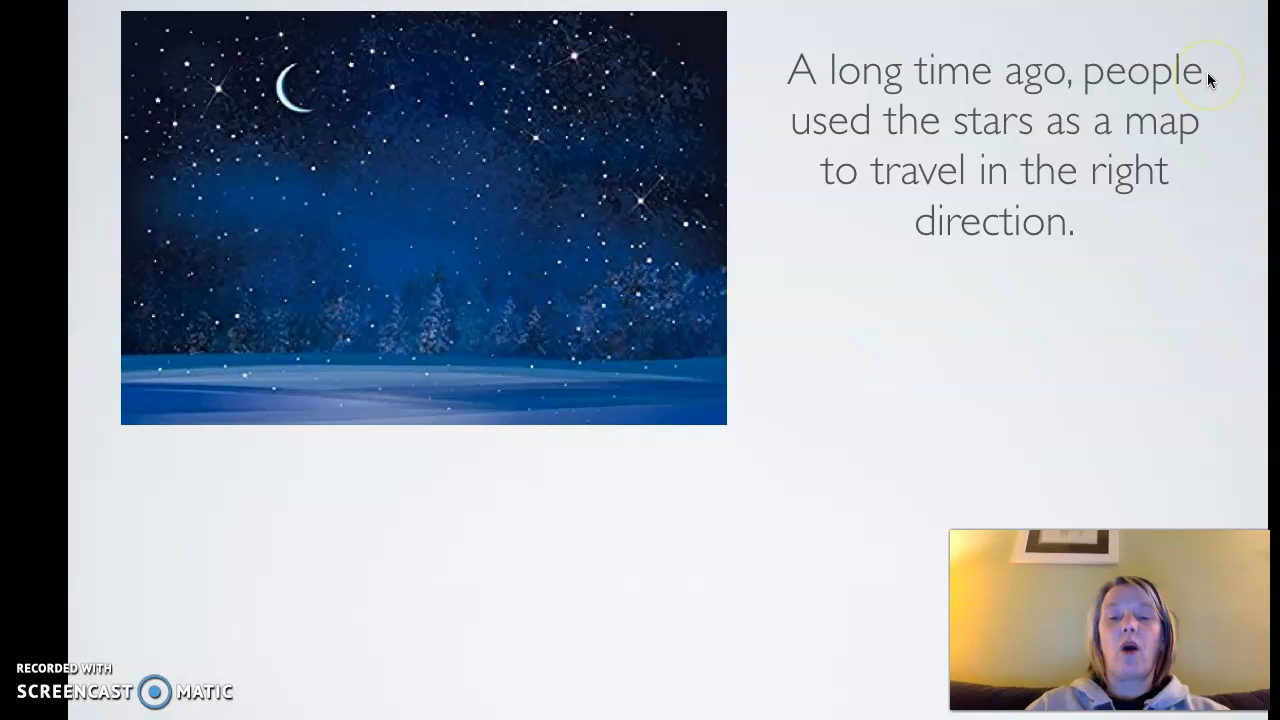 A long time ago, people
used the stars as a map
to travel in the right
direction.
RECORDED WITH
SCREENCAST MATIC